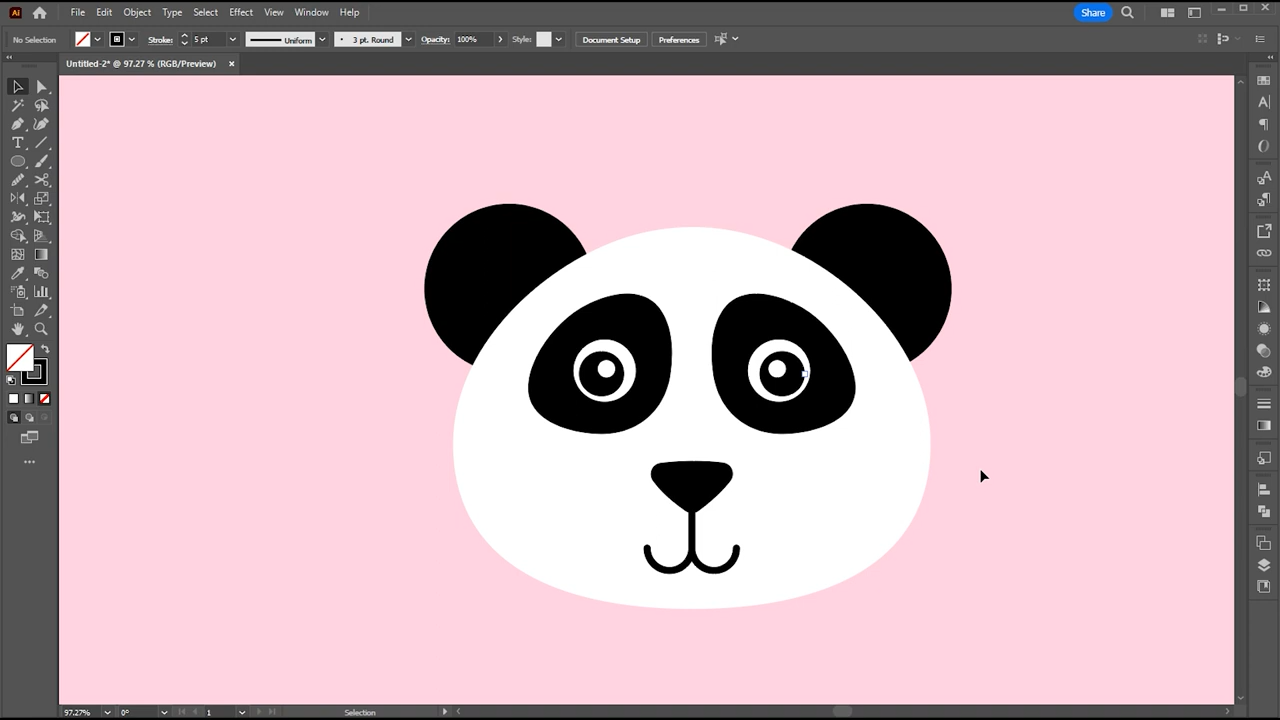 Ai File Edit Object Type Select Effect View Window Help Share
No Selection Stroke: 5 pt Uniform 3 pt. Round Opacity: 100% Style: Document Setup Preferences
Untitled-2* @ 97.27 % (RGB/Preview) ×
97.27% 0° 1 Selection